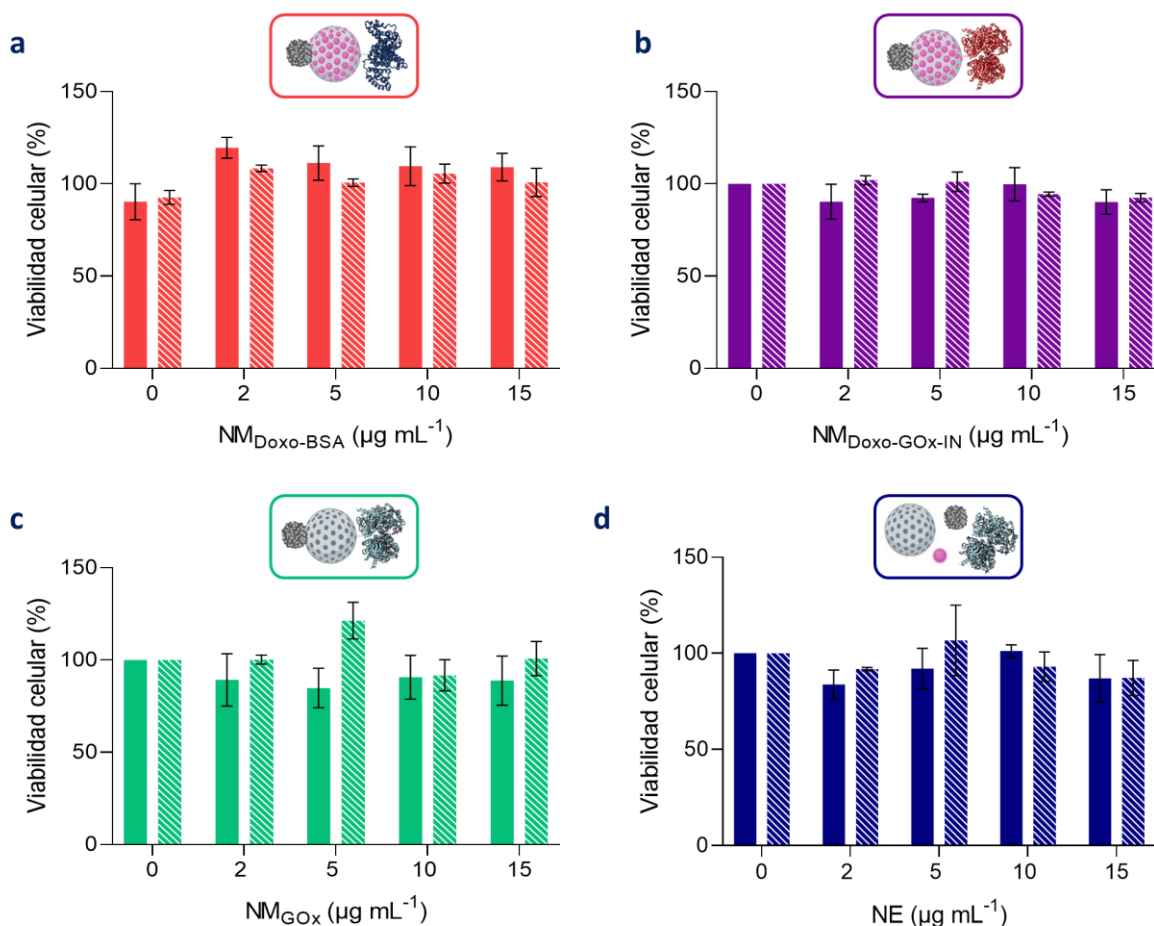 a
Viabilidad celular (%)
150
100
50
0
0 2 5 10 15
NM_Doxo-BSA (µg mL⁻¹)
b
Viabilidad celular (%)
150
100
50
0
0 2 5 10 15
NM_Doxo-GOx-IN (µg mL⁻¹)
c
Viabilidad celular (%)
150
100
50
0
0 2 5 10 15
NM_GOx (µg mL⁻¹)
d
Viabilidad celular (%)
150
100
50
0
0 2 5 10 15
NE (µg mL⁻¹)